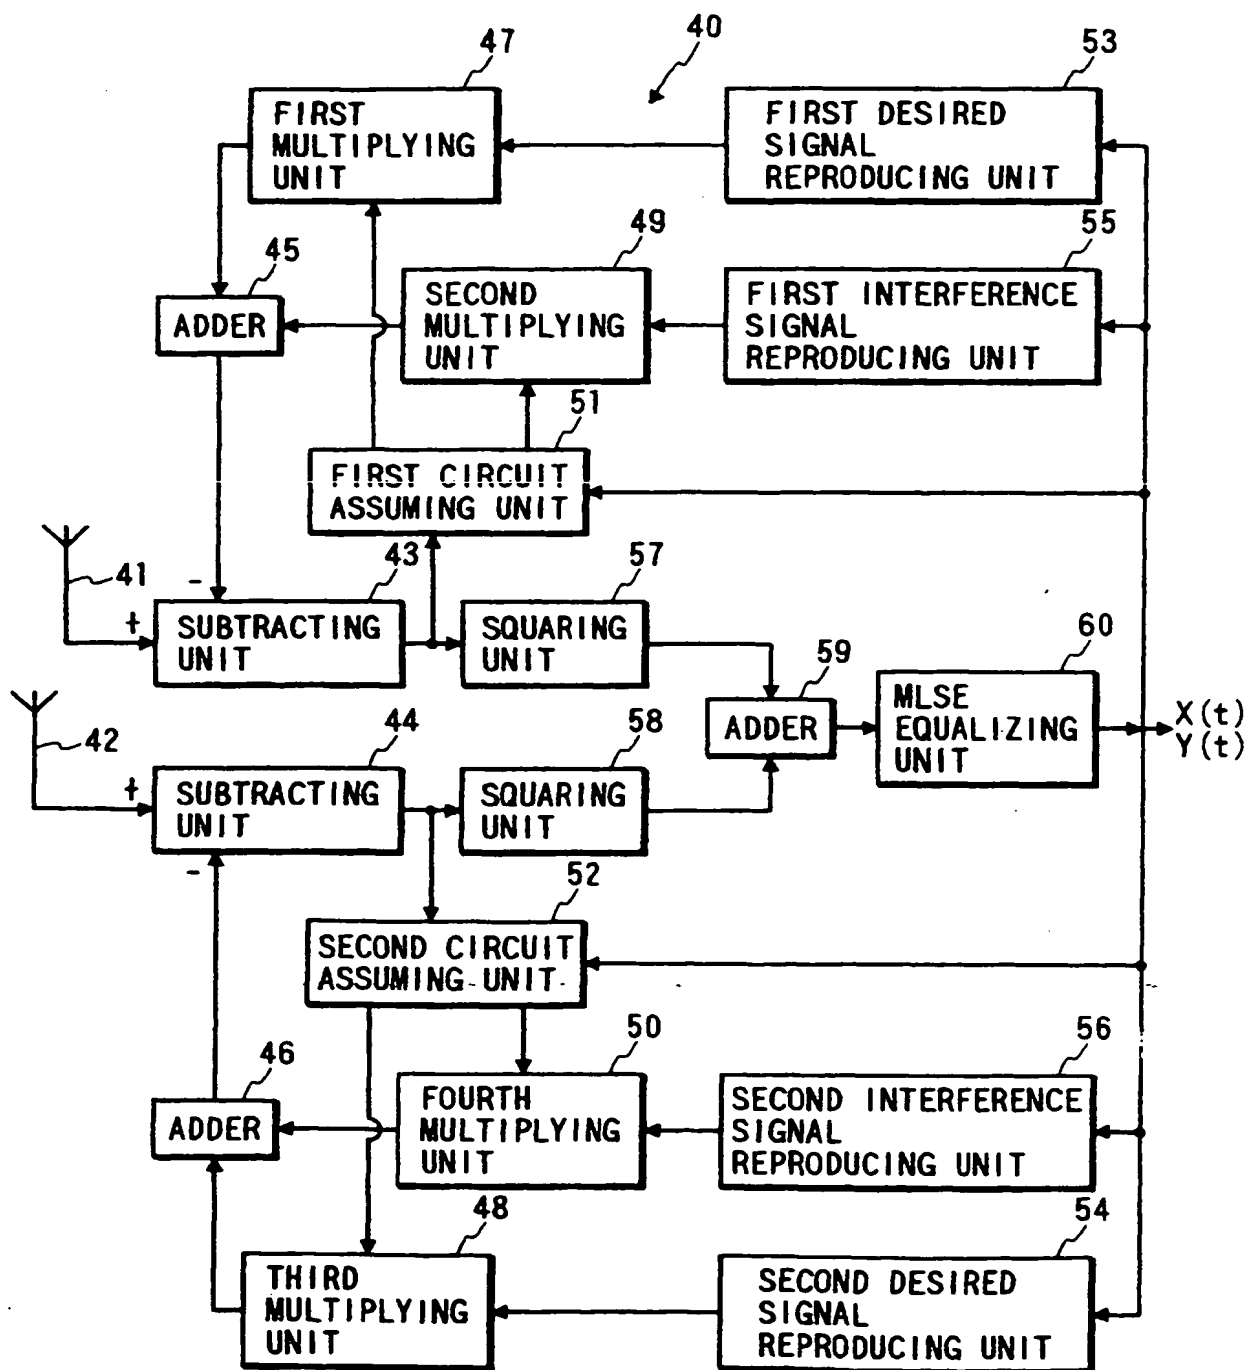 40
47
FIRST
MULTIPLYING
UNIT
53
FIRST DESIRED
SIGNAL
REPRODUCING UNIT
45
ADDER
49
SECOND
MULTIPLYING
UNIT
55
FIRST INTERFERENCE
SIGNAL
REPRODUCING UNIT
51
FIRST CIRCUIT
ASSUMING UNIT
41
-
+
43
SUBTRACTING
UNIT
57
SQUARING
UNIT
59
ADDER
60
MLSE
EQUALIZING
UNIT
X(t)
Y(t)
42
+
44
SUBTRACTING
UNIT
-
58
SQUARING
UNIT
52
SECOND CIRCUIT
ASSUMING UNIT
46
ADDER
50
FOURTH
MULTIPLYING
UNIT
56
SECOND INTERFERENCE
SIGNAL
REPRODUCING UNIT
48
THIRD
MULTIPLYING
UNIT
54
SECOND DESIRED
SIGNAL
REPRODUCING UNIT